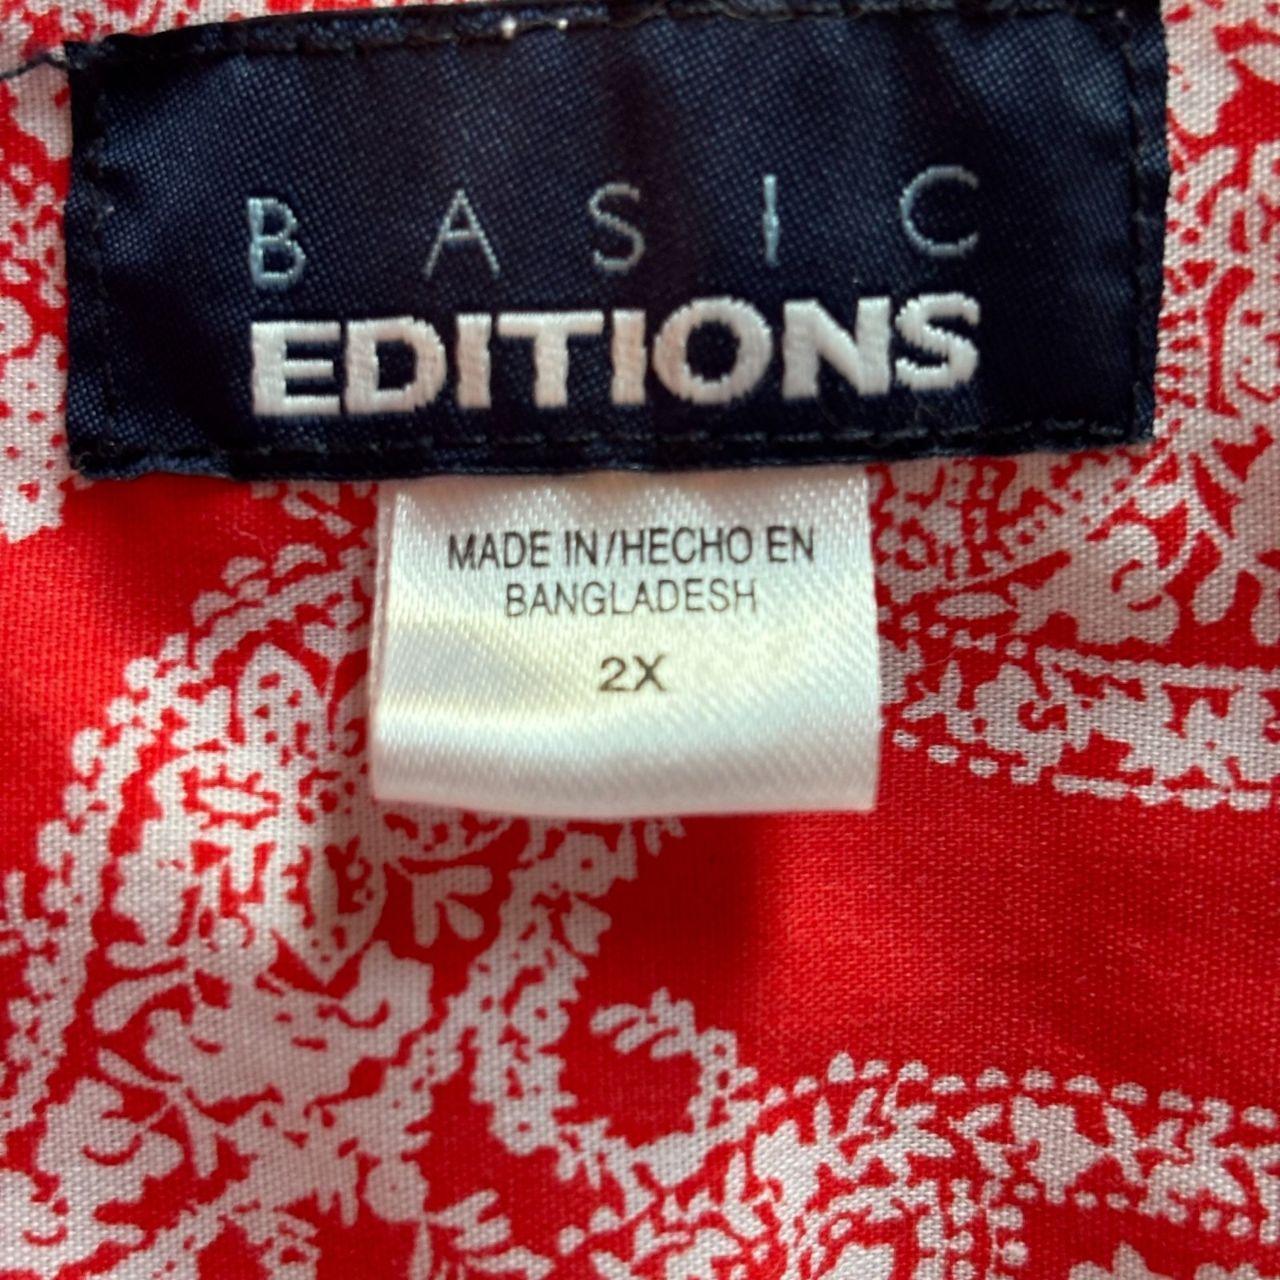 BASIC
EDITIONS
MADE IN/HECHO EN
BANGLADESH
2X